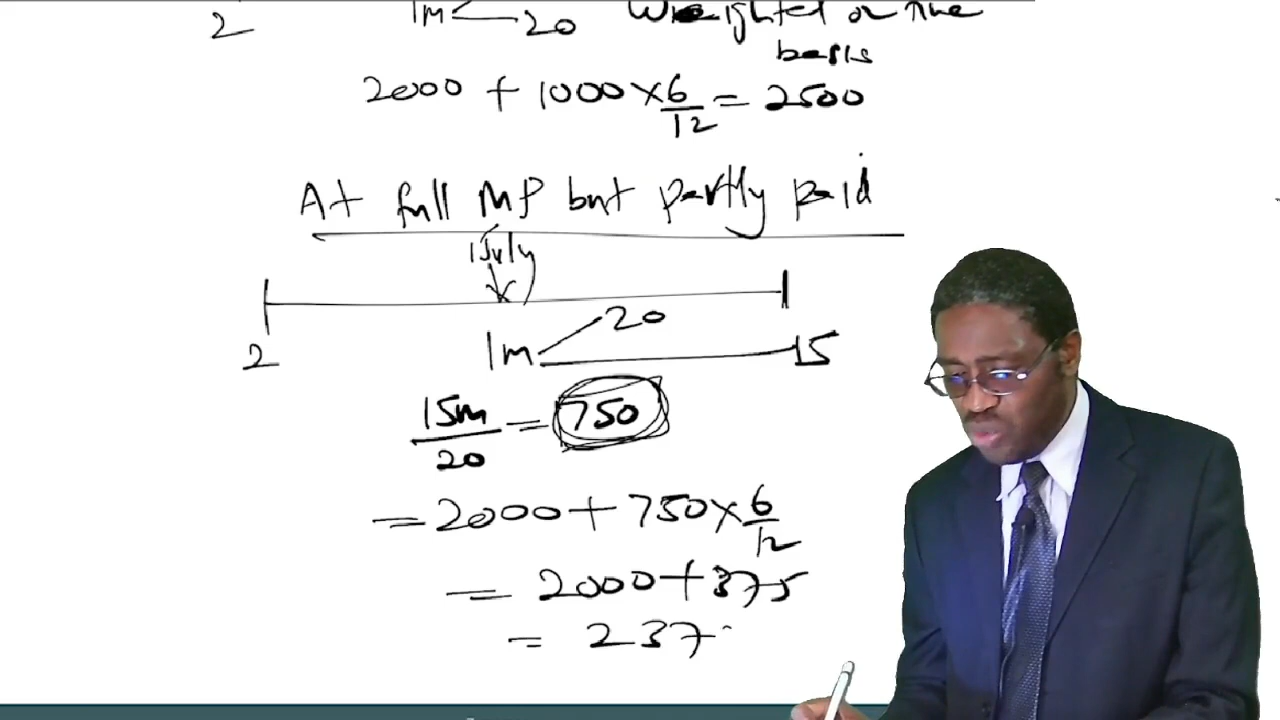 2 1m 20 Weighted on time
basis
2000 + 1000 × 6/12 = 2500
At full MP but partly paid
1 July
20
2 1m 15
15m/20 = 750
= 2000 + 750 × 6/12
= 2000 + 375
= 237